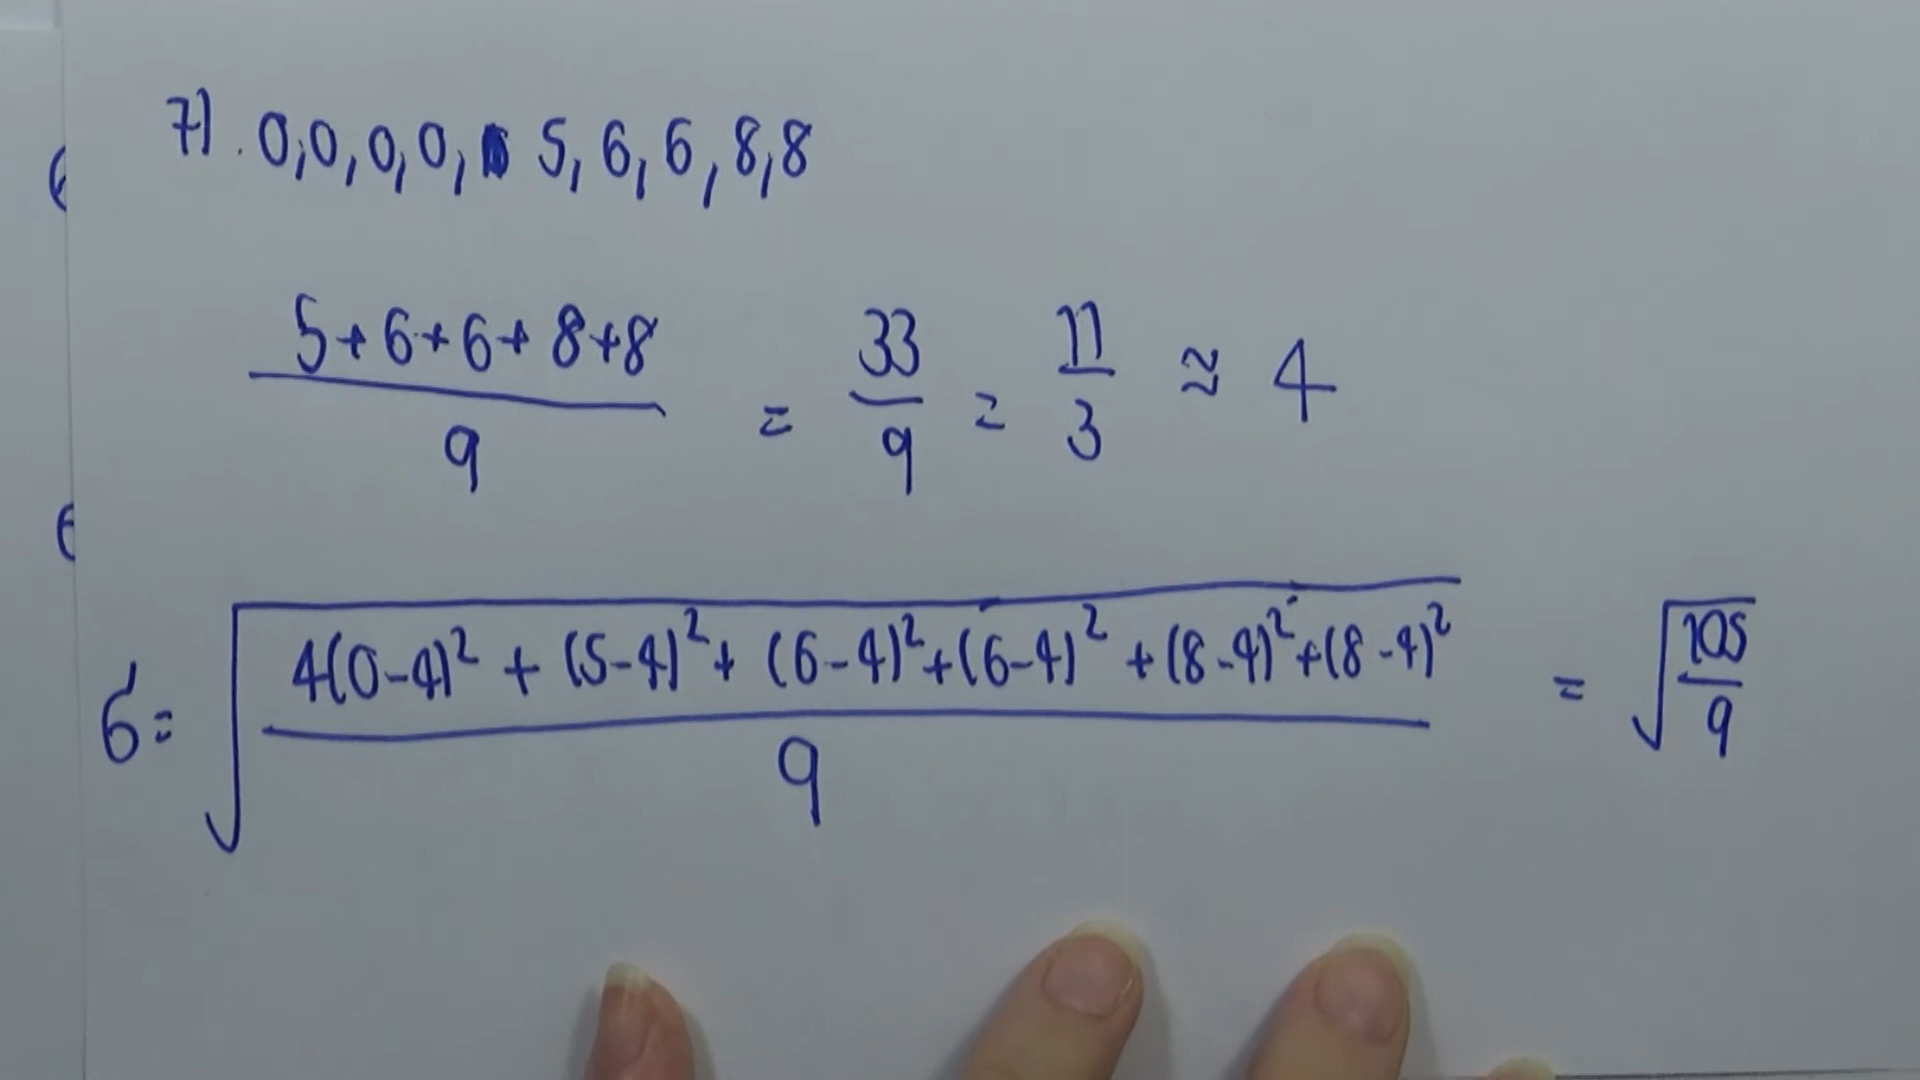 7). 0,0,0,0, 5, 6, 6, 8,8
5+6+6+8+8 / 9 = 33/9 = 11/3 ≈ 4
6 = √(4(0-4)² + (5-4)² + (6-4)² + (6-4)² + (8-4)² + (8-4)² / 9) = √(105/9)